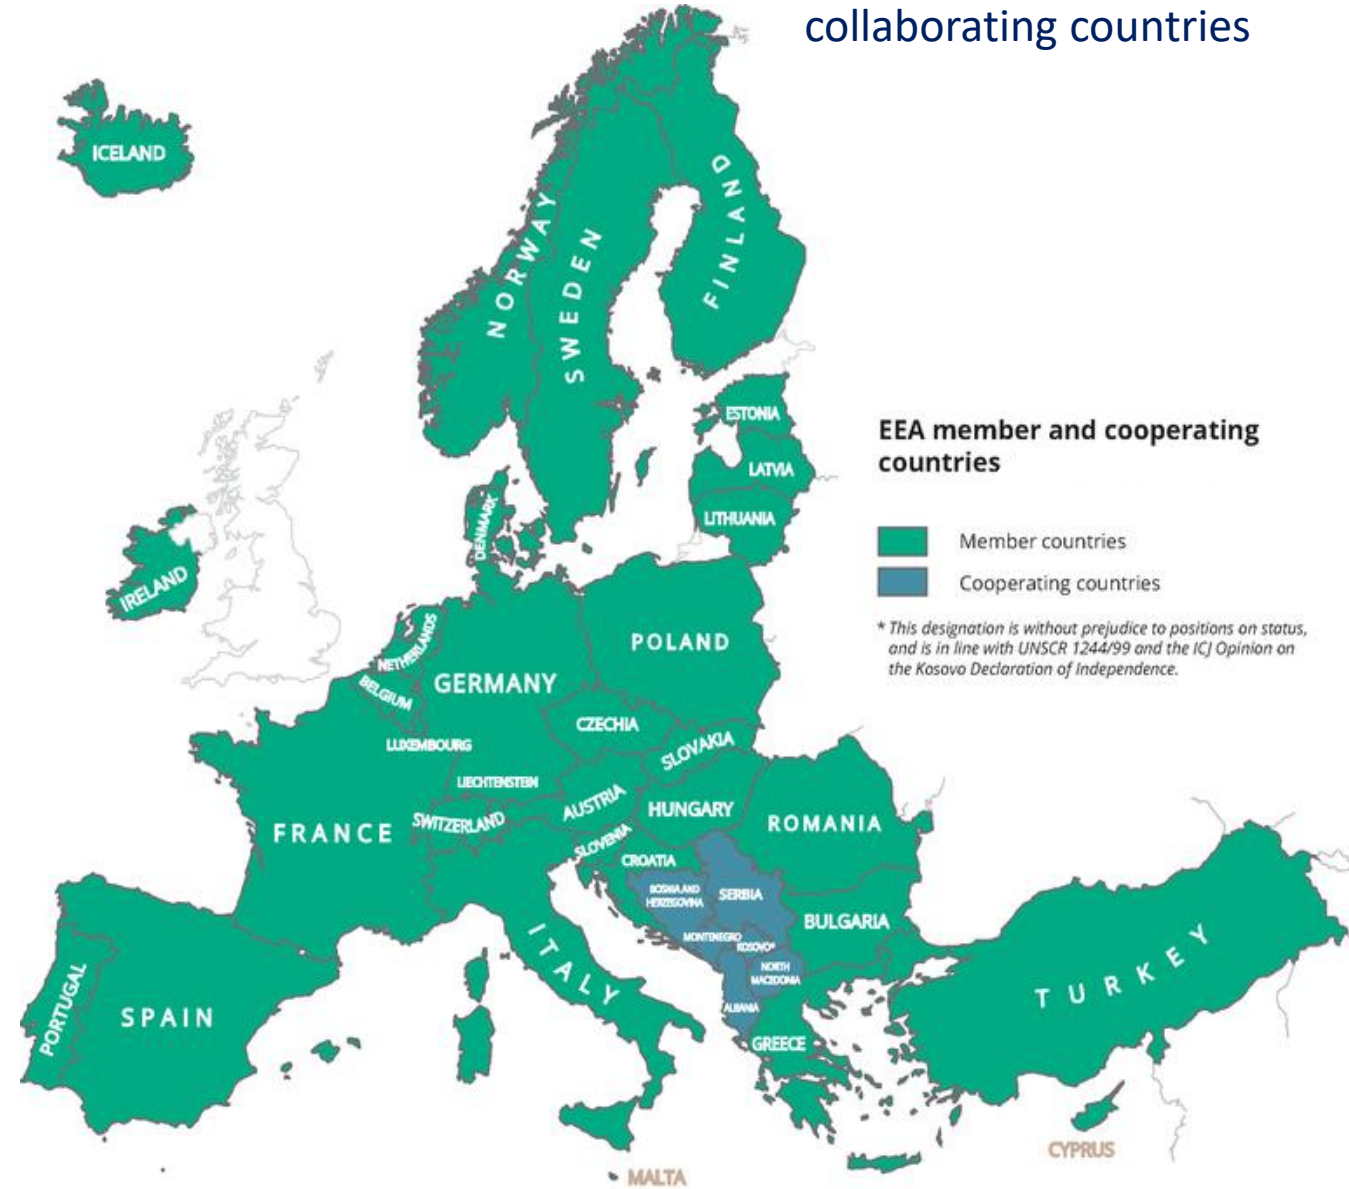 collaborating countries
ICELAND
NORWAY
SWEDEN
FINLAND
ESTONIA
LATVIA
LITHUANIA
DENMARK
IRELAND
EEA member and cooperating
countries
Member countries
Cooperating countries
* This designation is without prejudice to positions on status,
and is in line with UNSCR 1244/99 and the ICJ Opinion on
the Kosovo Declaration of Independence.
NETHERLANDS
BELGIUM
GERMANY
POLAND
LUXEMBOURG
CZECHIA
SLOVAKIA
LIECHTENSTEIN
AUSTRIA
HUNGARY
FRANCE
SWITZERLAND
SLOVENIA
CROATIA
ROMANIA
BOSNIA AND
HERZEGOVINA
SERBIA
BULGARIA
MONTENEGRO
KOSOVO*
NORTH
MACEDONIA
ALBANIA
ITALY
PORTUGAL
SPAIN
GREECE
TURKEY
CYPRUS
MALTA